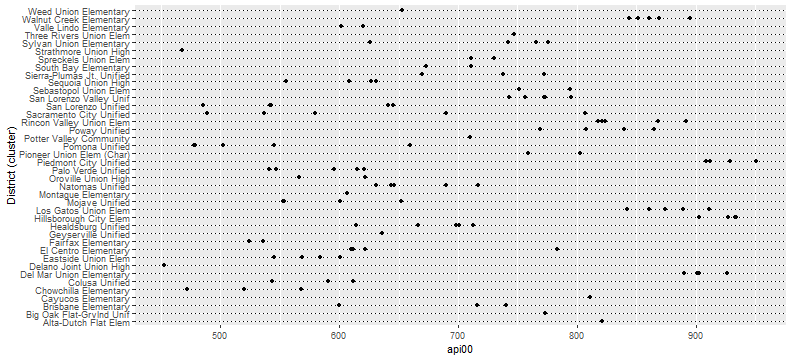 Weed Union Elementary
Walnut Creek Elementary
Valle Lindo Elementary
Three Rivers Union Elem
Sylvan Union Elementary
Strathmore Union High
Spreckels Union Elem
South Bay Elementary
Sierra-Plumas Jt. Unified
Sequoia Union High
Sebastopol Union Elem
San Lorenzo Valley Unif
San Lorenzo Unified
Sacramento City Unified
Rincon Valley Union Elem
Poway Unified
Potter Valley Community
Pomona Unified
Pioneer Union Elem (Char)
Piedmont City Unified
Palo Verde Unified
Oroville Union High
Natomas Unified
Montague Elementary
Mojave Unified
Los Gatos Union Elem
Hillsborough City Elem
Healdsburg Unified
Geyserville Unified
Fairfax Elementary
El Centro Elementary
Eastside Union Elem
Delano Joint Union High
Del Mar Union Elementary
Colusa Unified
Chowchilla Elementary
Cayucos Elementary
Brisbane Elementary
Big Oak Flat-Grvlnd Unif
Alta-Dutch Flat Elem
District (cluster)
500 600 700 800 900
api00